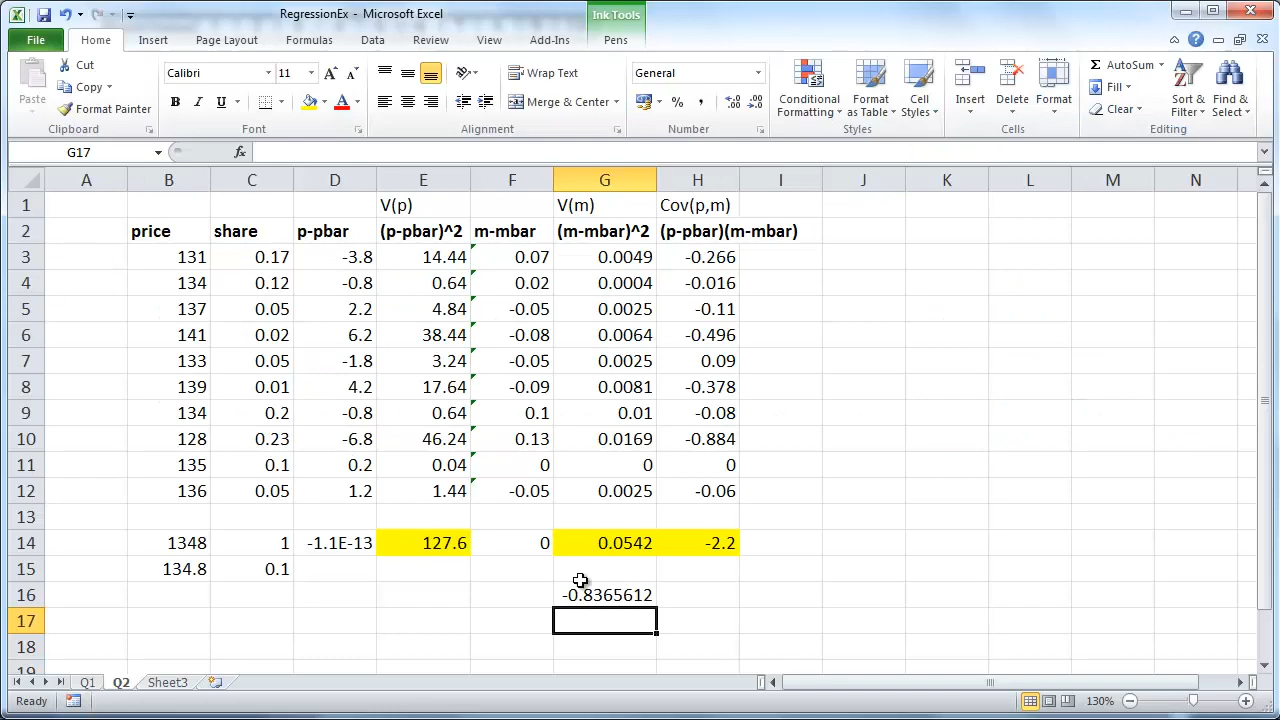 RegressionEx - Microsoft Excel
Ink Tools
File Home Insert Page Layout Formulas Data Review View Add-Ins Pens
Paste
Cut
Copy
Format Painter
Clipboard
Calibri 11
B I U
Font
Wrap Text
Merge & Center
Alignment
General
Number
Conditional Formatting
Format as Table
Cell Styles
Styles
Insert
Delete
Format
Cells
AutoSum
Fill
Clear
Sort & Filter
Find & Select
Editing
G17 fx
A B C D E F G H I J K L M N
1 V(p) V(m) Cov(p,m)
2 price share p-pbar (p-pbar)^2 m-mbar (m-mbar)^2 (p-pbar)(m-mbar)
3 131 0.17 -3.8 14.44 0.07 0.0049 -0.266
4 134 0.12 -0.8 0.64 0.02 0.0004 -0.016
5 137 0.05 2.2 4.84 -0.05 0.0025 -0.11
6 141 0.02 6.2 38.44 -0.08 0.0064 -0.496
7 133 0.05 -1.8 3.24 -0.05 0.0025 0.09
8 139 0.01 4.2 17.64 -0.09 0.0081 -0.378
9 134 0.2 -0.8 0.64 0.1 0.01 -0.08
10 128 0.23 -6.8 46.24 0.13 0.0169 -0.884
11 135 0.1 0.2 0.04 0 0 0
12 136 0.05 1.2 1.44 -0.05 0.0025 -0.06
13
14 1348 1 -1.1E-13 127.6 0 0.0542 -2.2
15 134.8 0.1
16 -0.8365612
17
18
19
Q1 Q2 Sheet3
Ready 130%